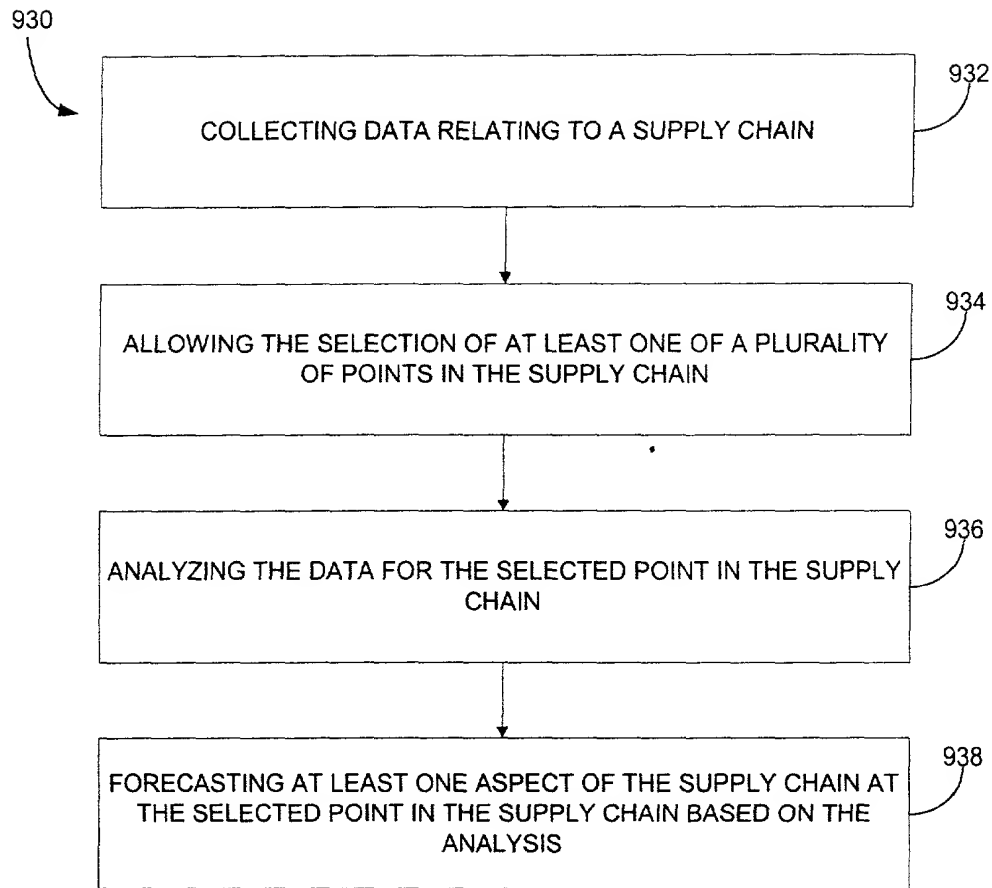 930
932
COLLECTING DATA RELATING TO A SUPPLY CHAIN
934
ALLOWING THE SELECTION OF AT LEAST ONE OF A PLURALITY
OF POINTS IN THE SUPPLY CHAIN
936
ANALYZING THE DATA FOR THE SELECTED POINT IN THE SUPPLY
CHAIN
938
FORECASTING AT LEAST ONE ASPECT OF THE SUPPLY CHAIN AT
THE SELECTED POINT IN THE SUPPLY CHAIN BASED ON THE
ANALYSIS